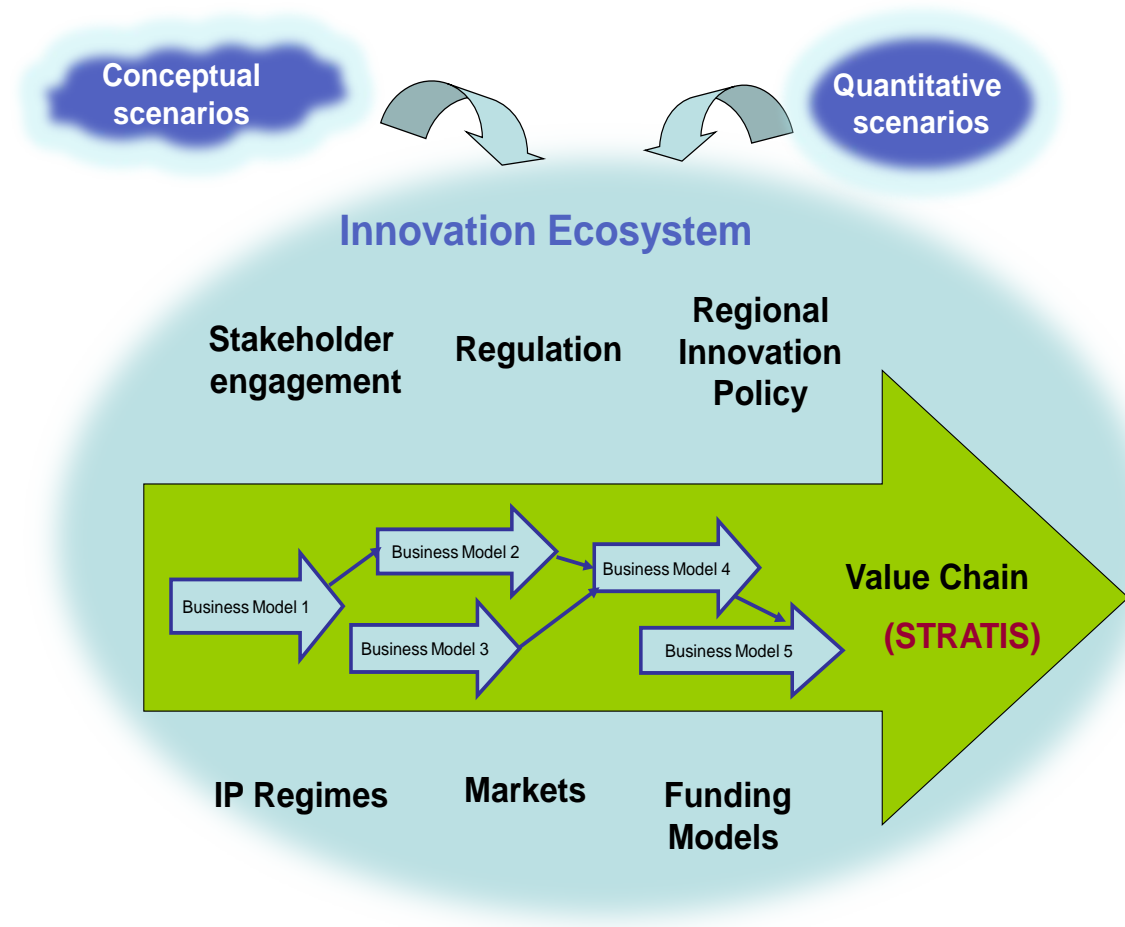 Conceptual
scenarios
Quantitative
scenarios
Innovation Ecosystem
Stakeholder
engagement
Regulation
Regional
Innovation
Policy
Business Model 1
Business Model 2
Business Model 3
Business Model 4
Business Model 5
Value Chain
(STRATIS)
IP Regimes
Markets
Funding
Models